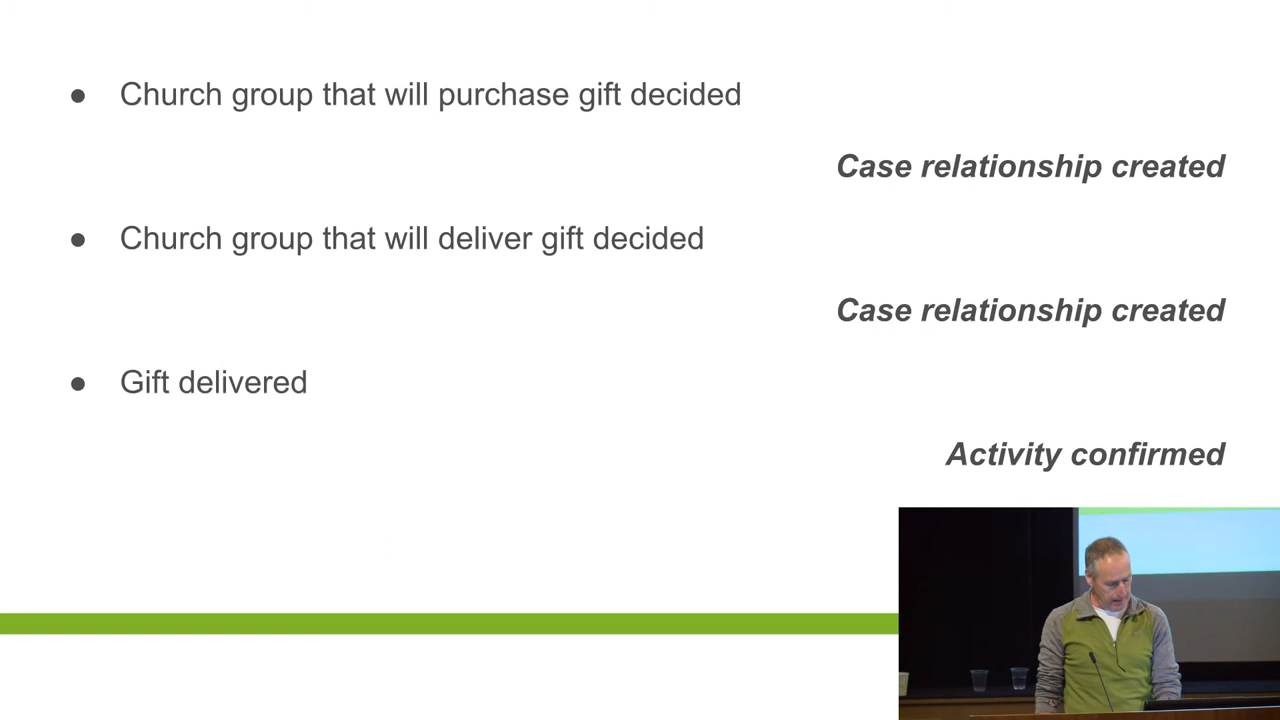 ● Church group that will purchase gift decided
Case relationship created
● Church group that will deliver gift decided
Case relationship created
● Gift delivered
Activity confirmed